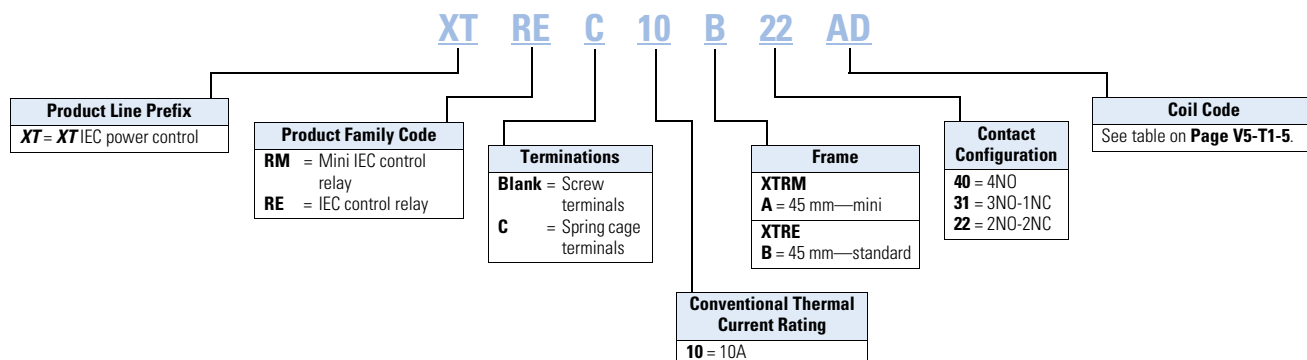 XT RE C 10 B 22 AD
Product Line Prefix
XT = XT IEC power control
Product Family Code
RM = Mini IEC control
relay
RE = IEC control relay
Terminations
Blank = Screw
terminals
C = Spring cage
terminals
Conventional Thermal
Current Rating
10 = 10A
Frame
XTRM
A = 45 mm—mini
XTRE
B = 45 mm—standard
Contact
Configuration
40 = 4NO
31 = 3NO-1NC
22 = 2NO-2NC
Coil Code
See table on Page V5-T1-5.